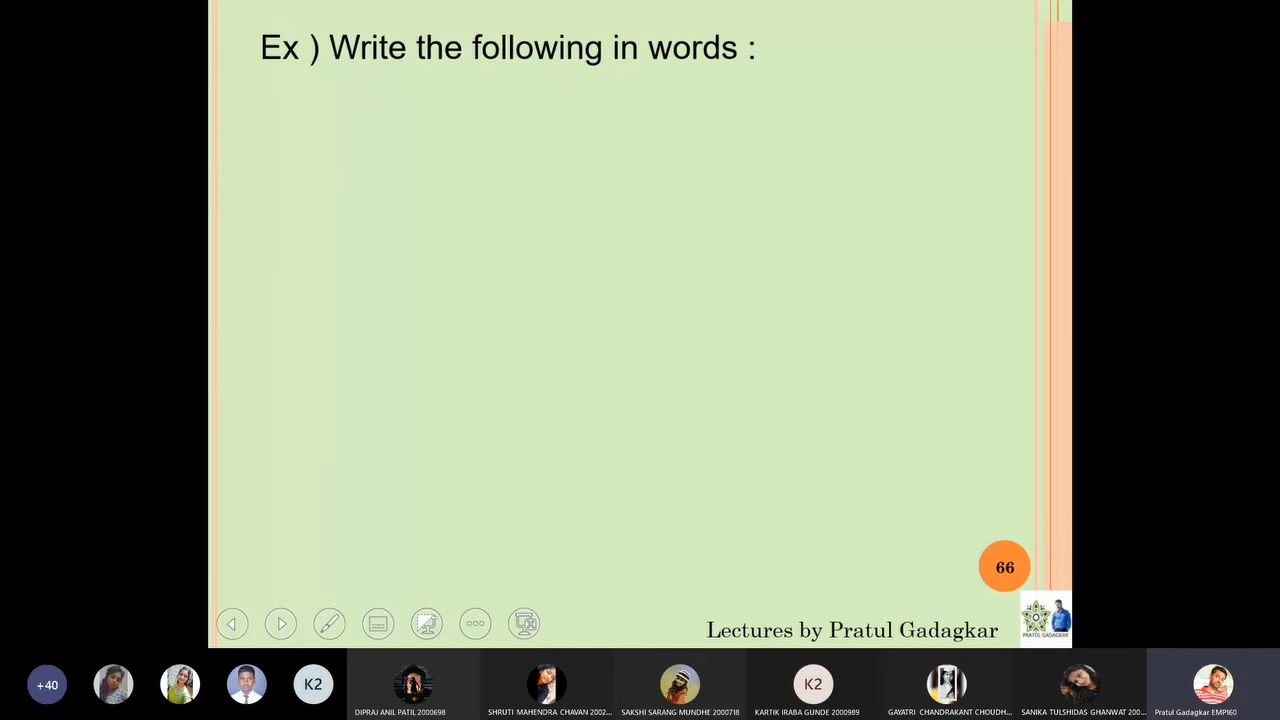 Ex ) Write the following in words :
66
Lectures by Pratul Gadagkar
PRATUL GADAGKAR
+40
K2
DIPRAJ ANIL PATIL 2000698
SHRUTI MAHENDRA CHAVAN 2002...
SAKSHI SARANG MUNDHE 2000718
K2
KARTIK IRABA GUNDE 2000989
GAYATRI CHANDRAKANT CHOUDH...
SANIKA TULSHIDAS GHANWAT 200...
Pratul Gadagkar EMP160